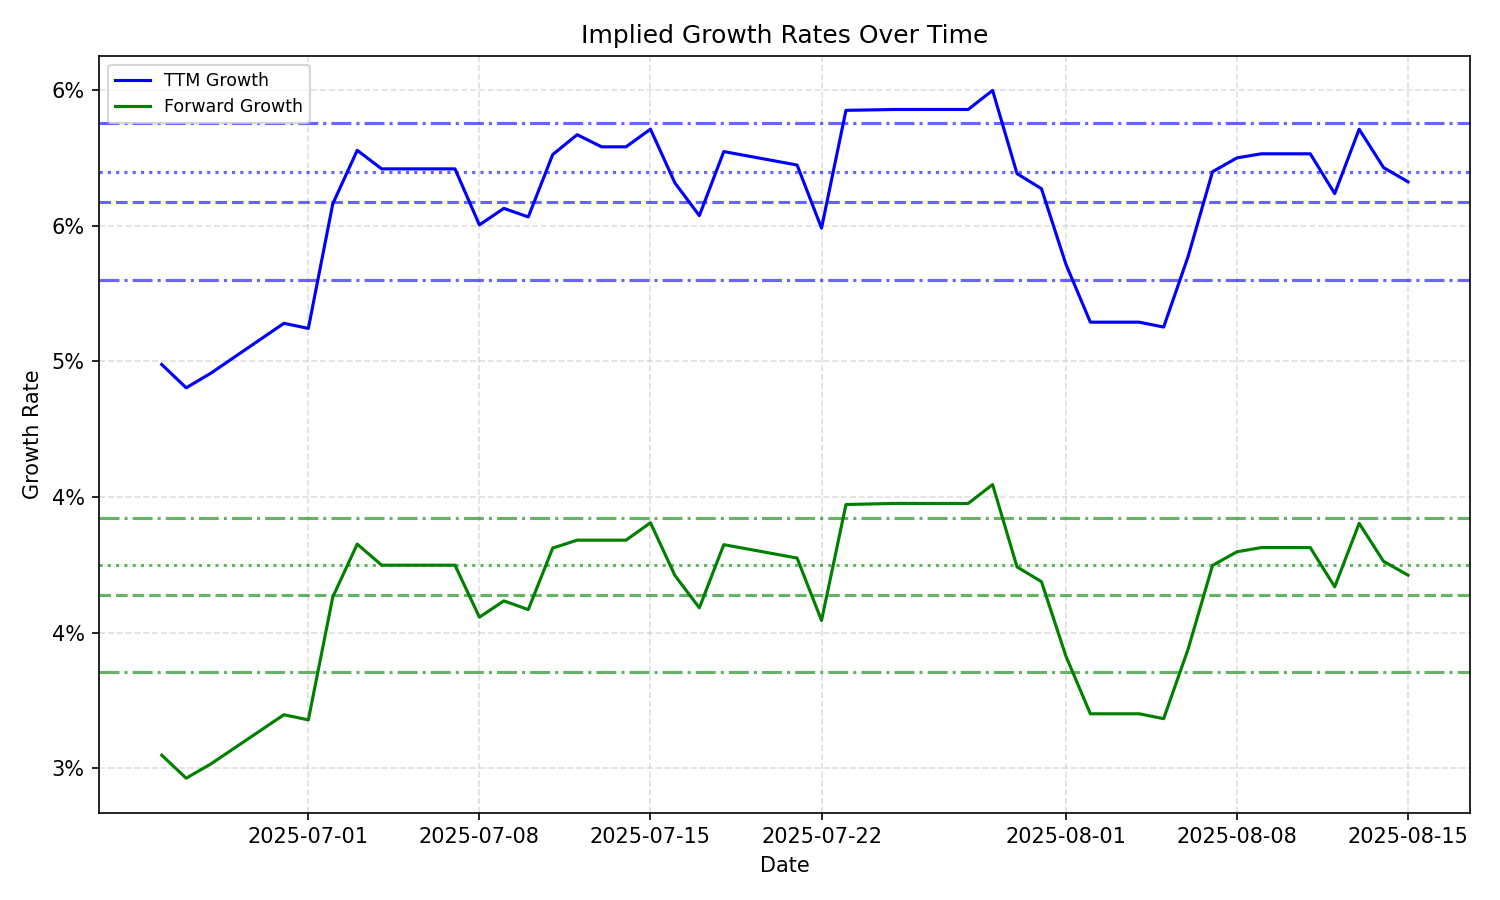 Implied Growth Rates Over Time
TTM Growth
Forward Growth
Growth Rate
6%
6%
5%
4%
4%
3%
2025-07-01
2025-07-08
2025-07-15
2025-07-22
2025-08-01
2025-08-08
2025-08-15
Date